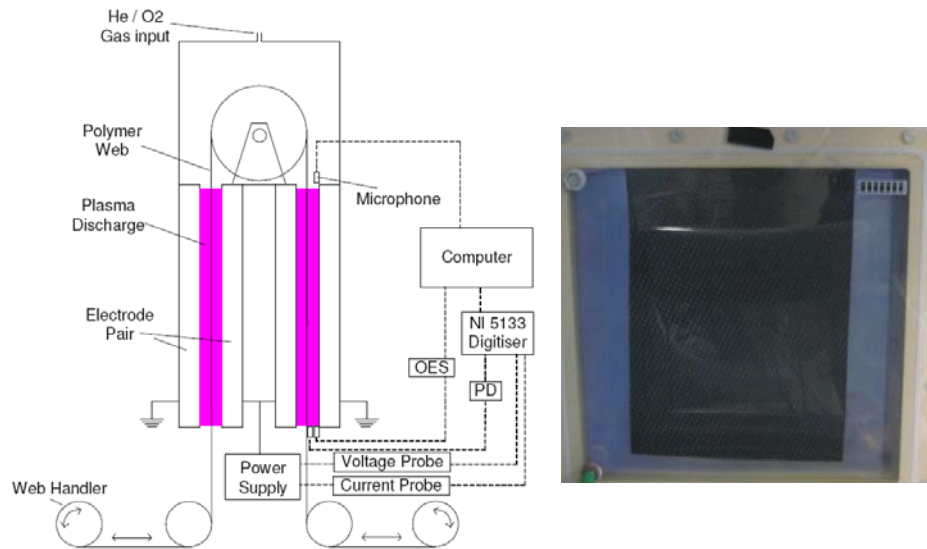 He / O2
Gas input
Polymer
Web
Plasma
Discharge
Microphone
Computer
Electrode
Pair
NI 5133
Digitiser
OES
PD
Power
Supply
Voltage Probe
Current Probe
Web Handler